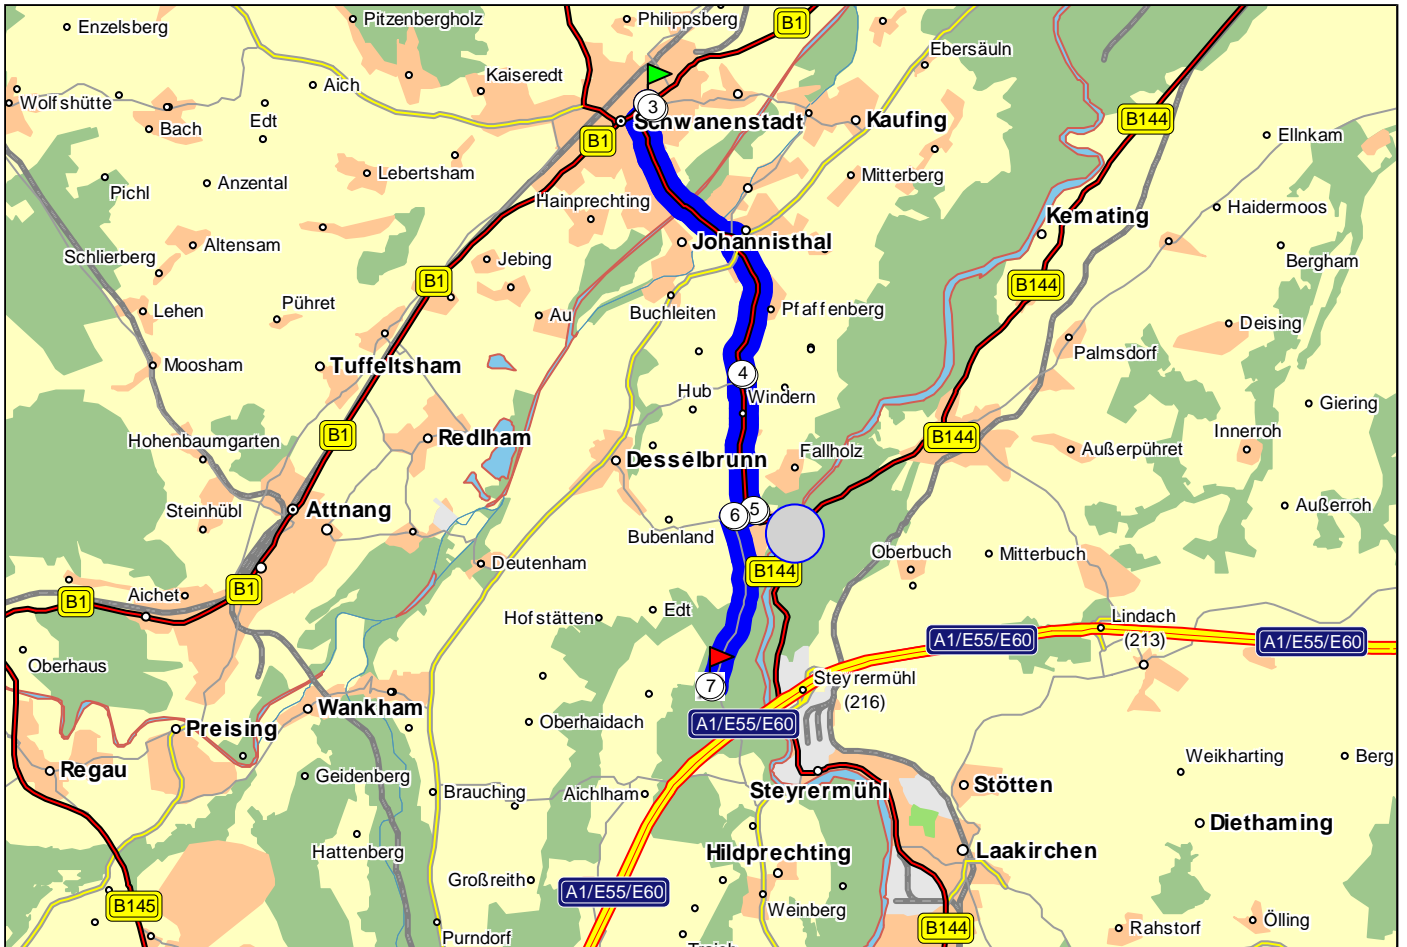 Enzelsberg
Pitzenbergholz
Philippsberg
B1
Ebersäuln
Kaiseredt
Aich
Wolfshütte
Edt
Bach
3
Schwanenstadt
Kaufing
B144
Ellnkam
B1
Lebertsham
Anzental
Pichl
Mitterberg
Hainprechting
Kemating
Haidermoos
Altensam
Johannisthal
Schlierberg
Jebing
Bergham
B1
B144
Pühret
Lehen
Au
Buchleiten
Pfaffenberg
Deising
Palmsdorf
Moosham
Tuffeltsham
4
Hub
Windern
Giering
B1
Redlham
Hohenbaumgarten
B144
Innerroh
Außerpühret
Fallholz
Desselbrunn
Steinhübl
Attnang
6
5
Außerroh
Bubenland
Oberbuch
Mitterbuch
Deutenham
B144
B1
Aichet
B1
Hofstätten
Edt
Lindach
(213)
A1/E55/E60
A1/E55/E60
Oberhaus
7
Steyrermühl
(216)
Wankham
Oberhaidach
A1/E55/E60
Preising
Weikharting
Berg
Regau
Geidenberg
Brauching
Aichlham
Steyrermühl
Stötten
Diethaming
Hattenberg
Hildprechting
Laakirchen
Großreith
A1/E55/E60
B145
Weinberg
B144
Ölling
Rahstorf
Purndorf